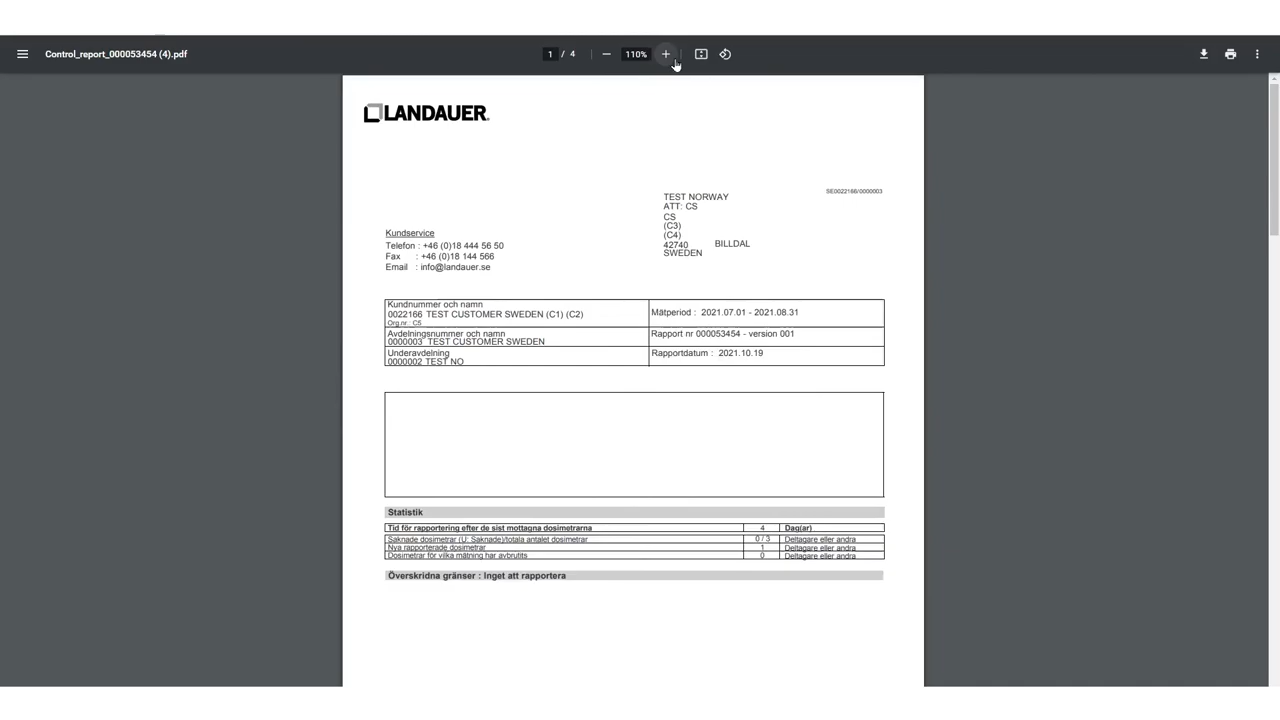 Control_report_000053454 (4).pdf
1 / 4
110%
LANDAUER
SE0022166/0000003
TEST NORWAY
ATT: CS
CS
(C3)
(C4)
42740 BILLDAL
SWEDEN
Kundservice
Telefon : +46 (0)18 444 56 50
Fax : +46 (0)18 144 566
Email : info@landauer.se
Kundnummer och namn
0022166 TEST CUSTOMER SWEDEN (C1) (C2)
Org.nr.: C5
Mätperiod : 2021.07.01 - 2021.08.31
Avdelningsnummer och namn
0000003 TEST CUSTOMER SWEDEN
Rapport nr 000053454 - version 001
Underavdelning
0000002 TEST NO
Rapportdatum : 2021.10.19
Statistik
Tid för rapportering efter de sist mottagna dosimetrarna 4 Dag(ar)
Saknade dosimetrar (U: Saknade)/totala antalet dosimetrar 0 / 3 Deltagare eller andra
Nya rapporterade dosimetrar 1 Deltagare eller andra
Dosimetrar för vilka mätning har avbrutits 0 Deltagare eller andra
Överskridna gränser : Inget att rapportera